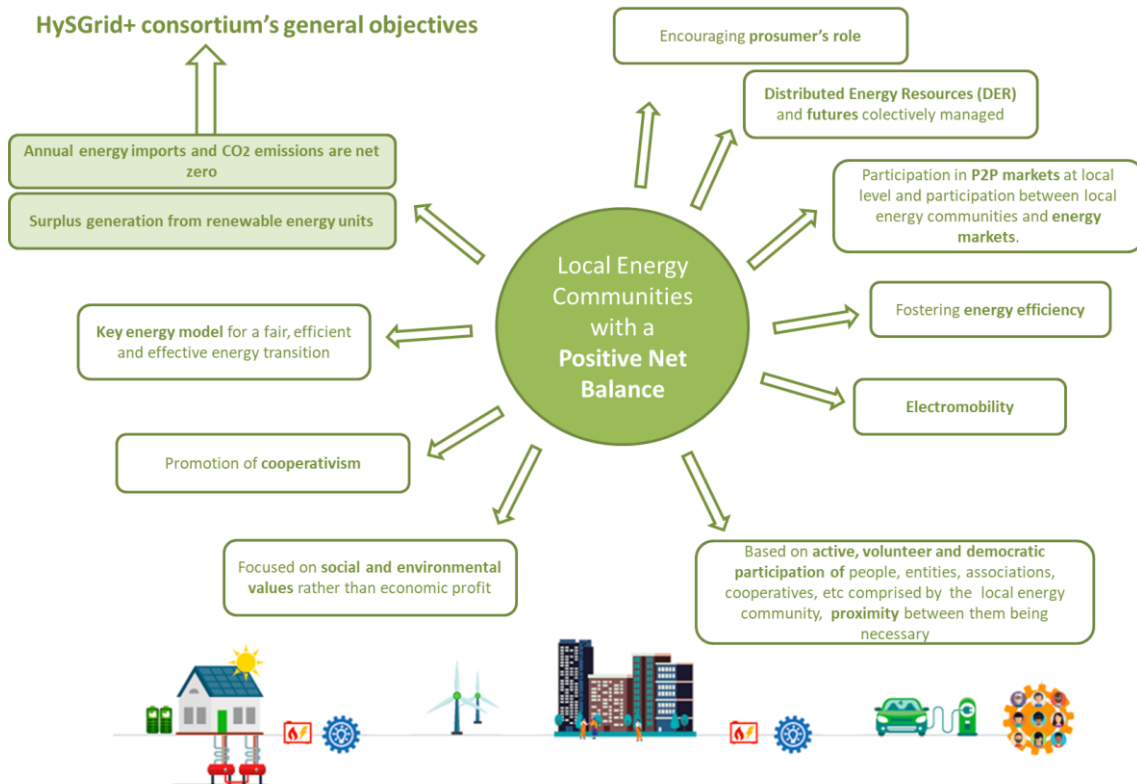 HySGrid+ consortium's general objectives
Encouraging prosumer's role
Distributed Energy Resources (DER)
and futures colectively managed
Annual energy imports and CO2 emissions are net
zero
Surplus generation from renewable energy units
Participation in P2P markets at local
level and participation between local
energy communities and energy
markets.
Local Energy
Communities
with a
Positive Net
Balance
Fostering energy efficiency
Key energy model for a fair, efficient
and effective energy transition
Electromobility
Promotion of cooperativism
Focused on social and environmental
values rather than economic profit
Based on active, volunteer and democratic
participation of people, entities, associations,
cooperatives, etc comprised by the local energy
community, proximity between them being
necessary